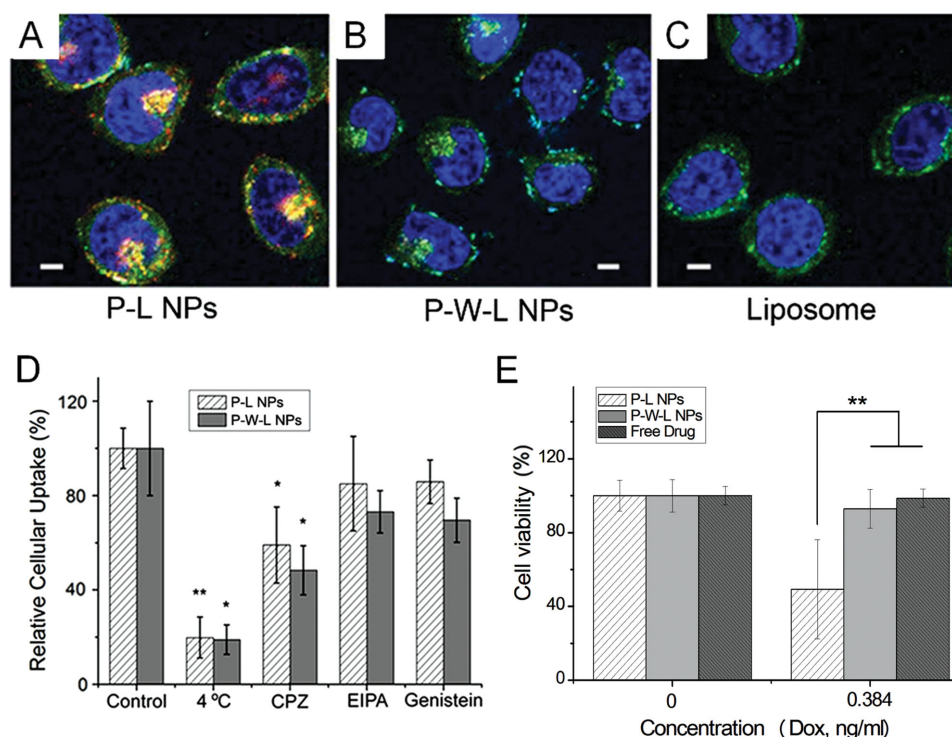 A
B
C
P-L NPs
P-W-L NPs
Liposome
D
Relative Cellular Uptake (%)
120
80
40
0
P-L NPs
P-W-L NPs
**
*
*
*
Control
4 ºC
CPZ
EIPA
Genistein
E
Cell viability (%)
120
80
40
0
P-L NPs
P-W-L NPs
Free Drug
**
0
0.384
Concentration ( Dox, ng/ml)